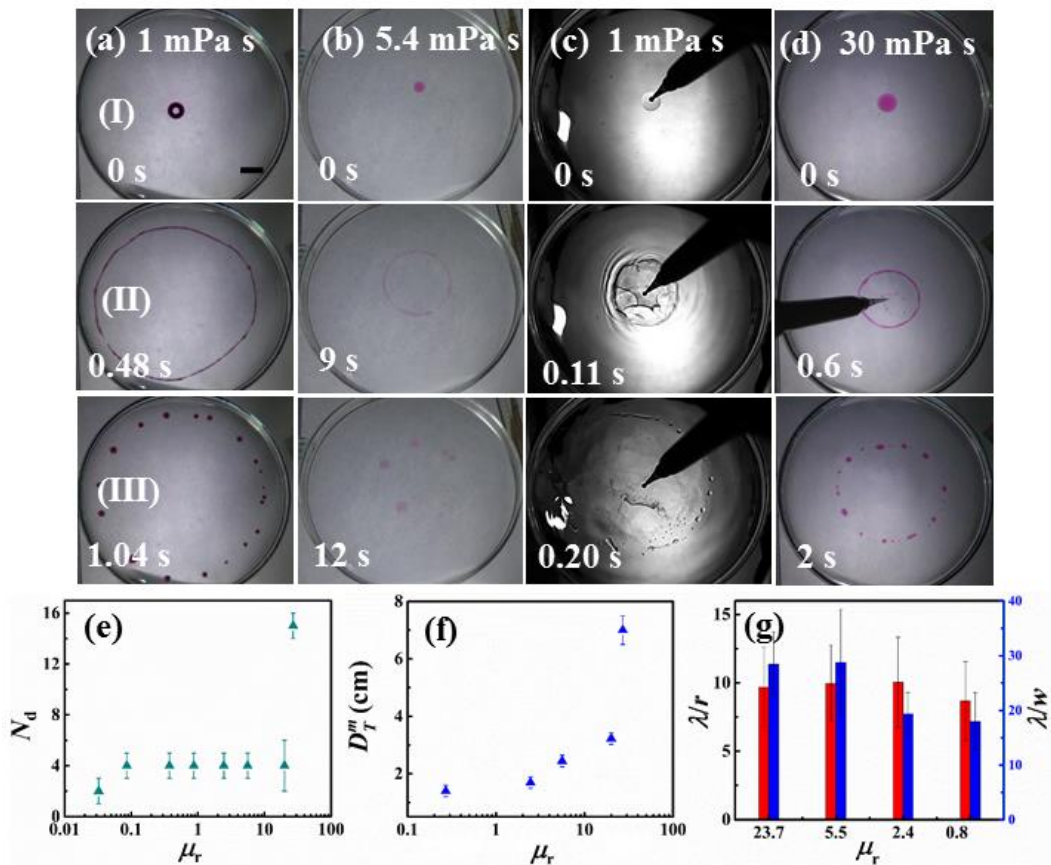 (a) 1 mPa s
(b) 5.4 mPa s
(c) 1 mPa s
(d) 30 mPa s
(I)
0 s
0 s
0 s
0 s
(II)
0.48 s
9 s
0.11 s
0.6 s
(III)
1.04 s
12 s
0.20 s
2 s
(e)
16
12
8
4
0
N_d
0.01
0.1
1
10
100
μ_r
(f)
8
6
4
2
D_T^m (cm)
0.1
1
10
100
μ_r
(g)
15
10
5
0
λ/r
40
30
20
10
0
λ/w
23.7
5.5
2.4
0.8
μ_r